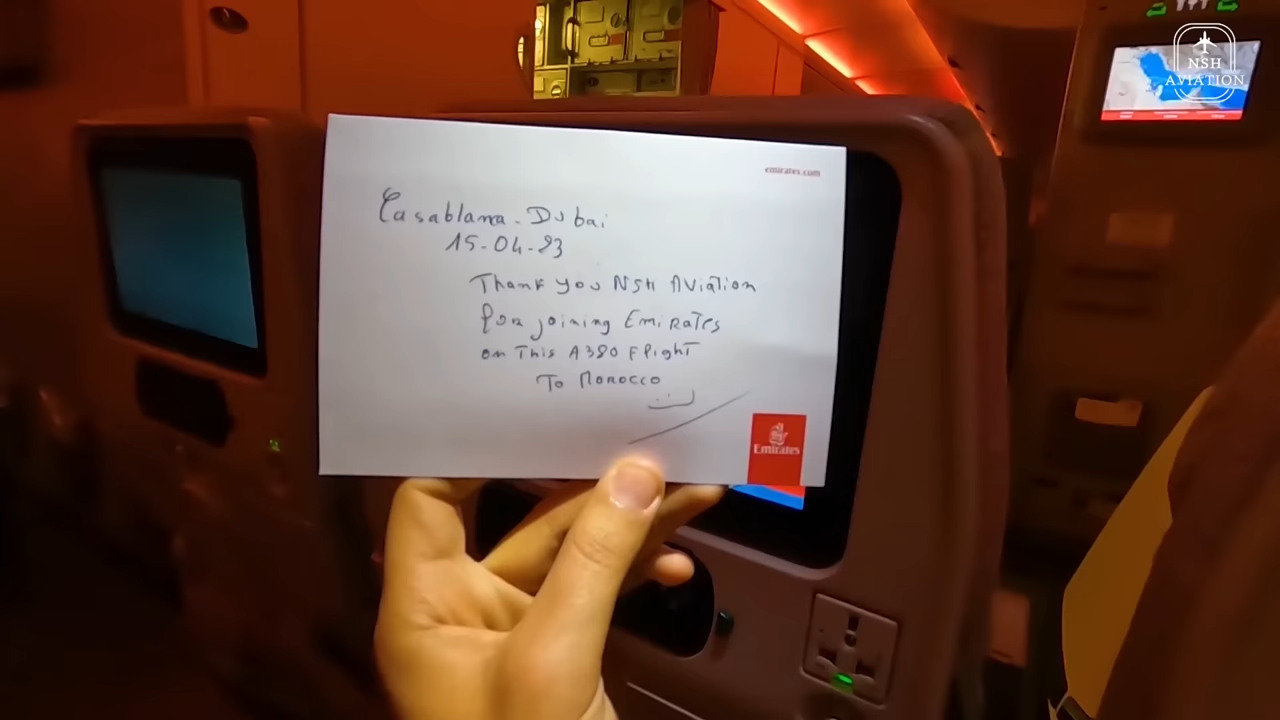 NSH
AVIATION
emirates.com
Casablanca - Dubai
15-04-23
Thank you NSH Aviation
for joining Emirates
on This A380 Flight
To Morocco
Emirates